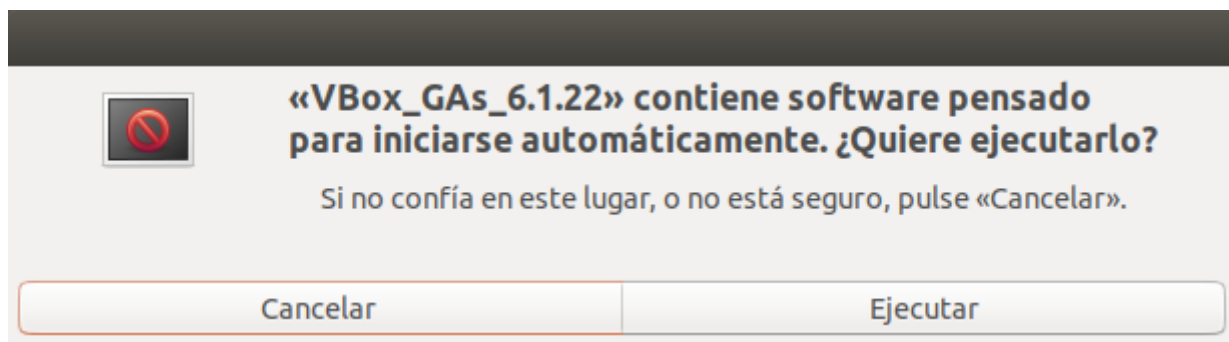 «VBox_GAs_6.1.22» contiene software pensado
para iniciarse automáticamente. ¿Quiere ejecutarlo?
Si no confía en este lugar, o no está seguro, pulse «Cancelar».
Cancelar
Ejecutar